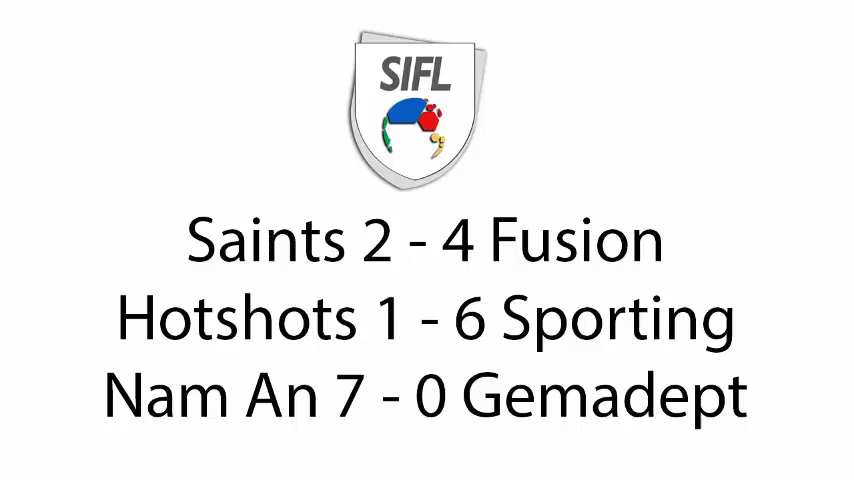 SIFL
Saints 2 - 4 Fusion
Hotshots 1 - 6 Sporting
Nam An 7 - 0 Gemadept